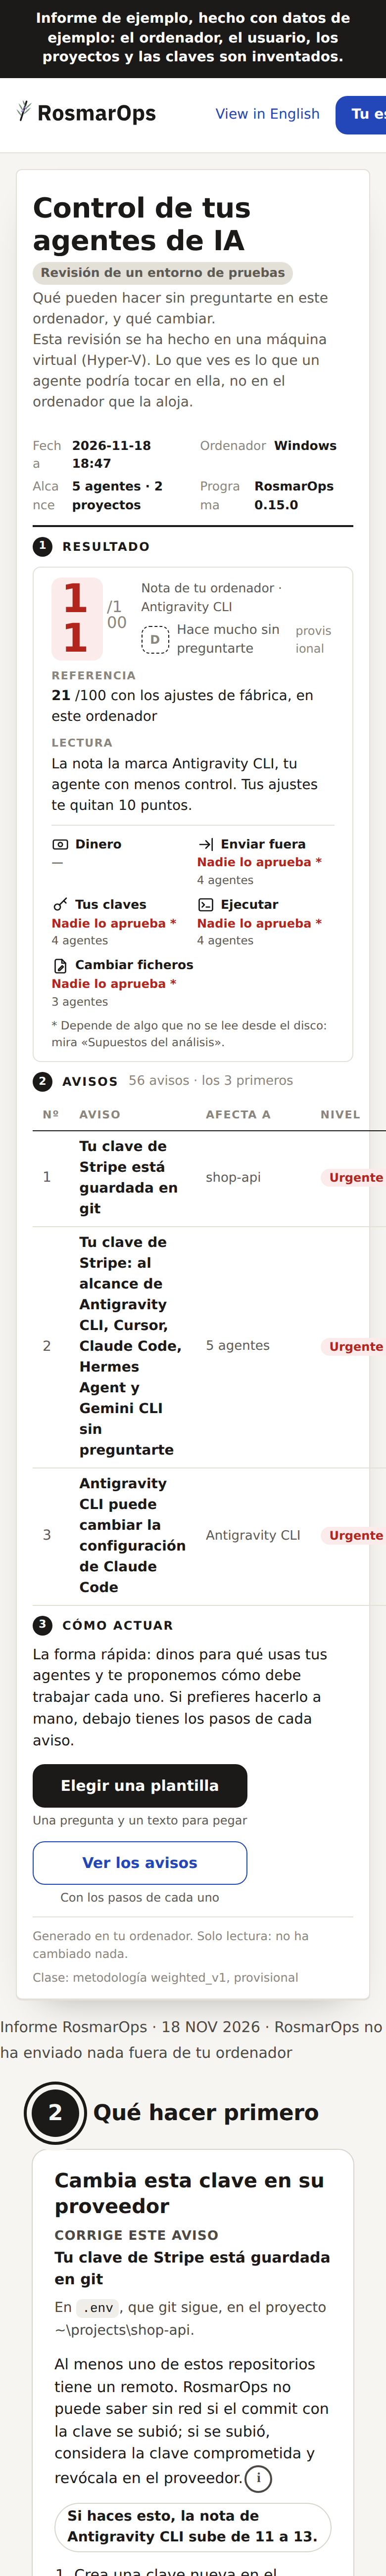 Informe de ejemplo, hecho con datos de
ejemplo: el ordenador, el usuario, los
proyectos y las claves son inventados.
RosmarOps
View in English
Tu es
Control de tus
agentes de IA
Revisión de un entorno de pruebas
Qué pueden hacer sin preguntarte en este
ordenador, y qué cambiar.
Esta revisión se ha hecho en una máquina
virtual (Hyper-V). Lo que ves es lo que un
agente podría tocar en ella, no en el
ordenador que la aloja.
Fech
a
2026-11-18
18:47
Ordenador Windows
Alca
nce
5 agentes · 2
proyectos
Progra
ma
RosmarOps
0.15.0
1 RESULTADO
1
1
/1
00
Nota de tu ordenador ·
Antigravity CLI
D
Hace mucho sin
preguntarte
provis
ional
REFERENCIA
21 /100 con los ajustes de fábrica, en
este ordenador
LECTURA
La nota la marca Antigravity CLI, tu
agente con menos control. Tus ajustes
te quitan 10 puntos.
Dinero
—
Enviar fuera
Nadie lo aprueba *
4 agentes
Tus claves
Nadie lo aprueba *
4 agentes
Ejecutar
Nadie lo aprueba *
4 agentes
Cambiar ficheros
Nadie lo aprueba *
3 agentes
* Depende de algo que no se lee desde el disco:
mira «Supuestos del análisis».
2 AVISOS 56 avisos · los 3 primeros
Nº AVISO AFECTA A NIVEL
1
Tu clave de
Stripe está
guardada en
git
shop-api
Urgente
2
Tu clave de
Stripe: al
alcance de
Antigravity
CLI, Cursor,
Claude Code,
Hermes
Agent y
Gemini CLI
sin
preguntarte
5 agentes
Urgente
3
Antigravity
CLI puede
cambiar la
configuración
de Claude
Code
Antigravity CLI
Urgente
3 CÓMO ACTUAR
La forma rápida: dinos para qué usas tus
agentes y te proponemos cómo debe
trabajar cada uno. Si prefieres hacerlo a
mano, debajo tienes los pasos de cada
aviso.
Elegir una plantilla
Una pregunta y un texto para pegar
Ver los avisos
Con los pasos de cada uno
Generado en tu ordenador. Solo lectura: no ha
cambiado nada.
Clase: metodología weighted_v1, provisional
Informe RosmarOps · 18 NOV 2026 · RosmarOps no
ha enviado nada fuera de tu ordenador
2 Qué hacer primero
Cambia esta clave en su
proveedor
CORRIGE ESTE AVISO
Tu clave de Stripe está guardada
en git
En .env, que git sigue, en el proyecto
~\projects\shop-api.
Al menos uno de estos repositorios
tiene un remoto. RosmarOps no
puede saber sin red si el commit con
la clave se subió; si se subió,
considera la clave comprometida y
revócala en el proveedor. i
Si haces esto, la nota de
Antigravity CLI sube de 11 a 13.
1. Crea una clave nueva en el